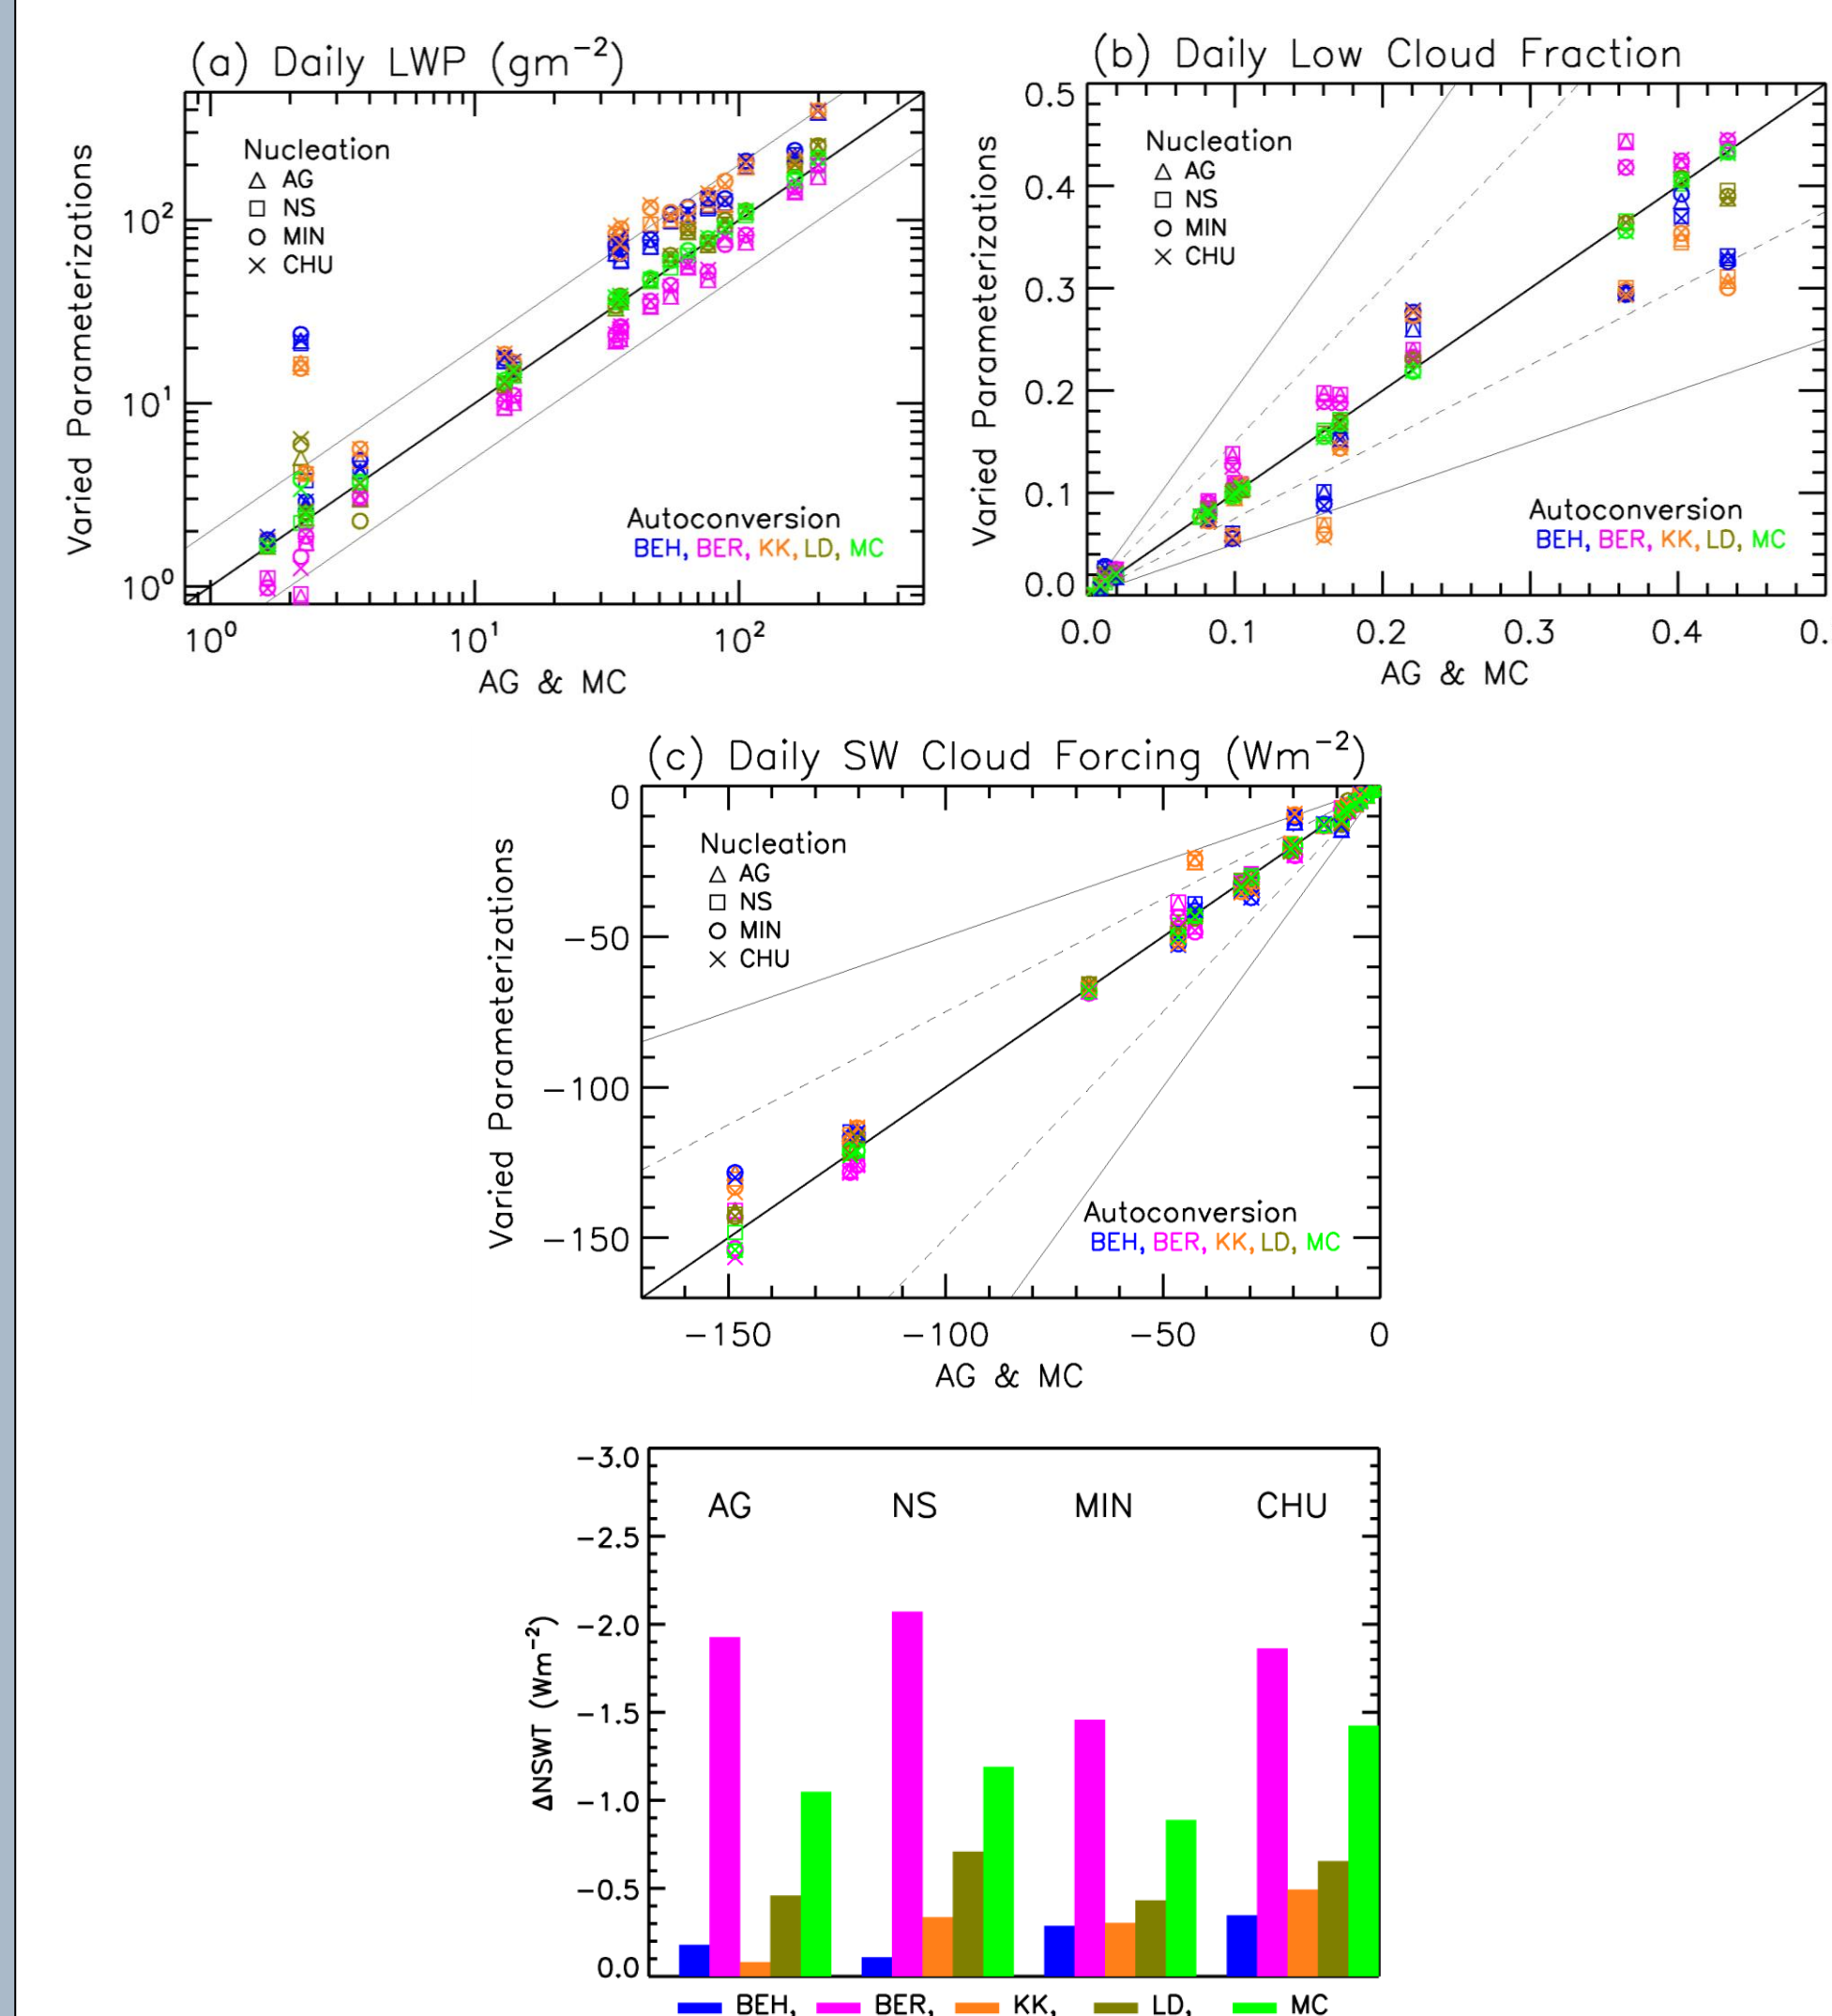 (a) Daily LWP (gm⁻²)
Varied Parameterizations
Nucleation
△ AG
□ NS
○ MIN
× CHU
Autoconversion
BEH, BER, KK, LD, MC
10²
10¹
10⁰
10⁰ 10¹ 10²
AG & MC
(b) Daily Low Cloud Fraction
Varied Parameterizations
Nucleation
△ AG
□ NS
○ MIN
× CHU
Autoconversion
BEH, BER, KK, LD, MC
0.5
0.4
0.3
0.2
0.1
0.0
0.0 0.1 0.2 0.3 0.4 0.
AG & MC
(c) Daily SW Cloud Forcing (Wm⁻²)
Varied Parameterizations
Nucleation
△ AG
□ NS
○ MIN
× CHU
Autoconversion
BEH, BER, KK, LD, MC
0
−50
−100
−150
−150 −100 −50 0
AG & MC
ΔNSWT (Wm⁻²)
−3.0
−2.5
−2.0
−1.5
−1.0
−0.5
0.0
AG NS MIN CHU
BEH, BER, KK, LD, MC